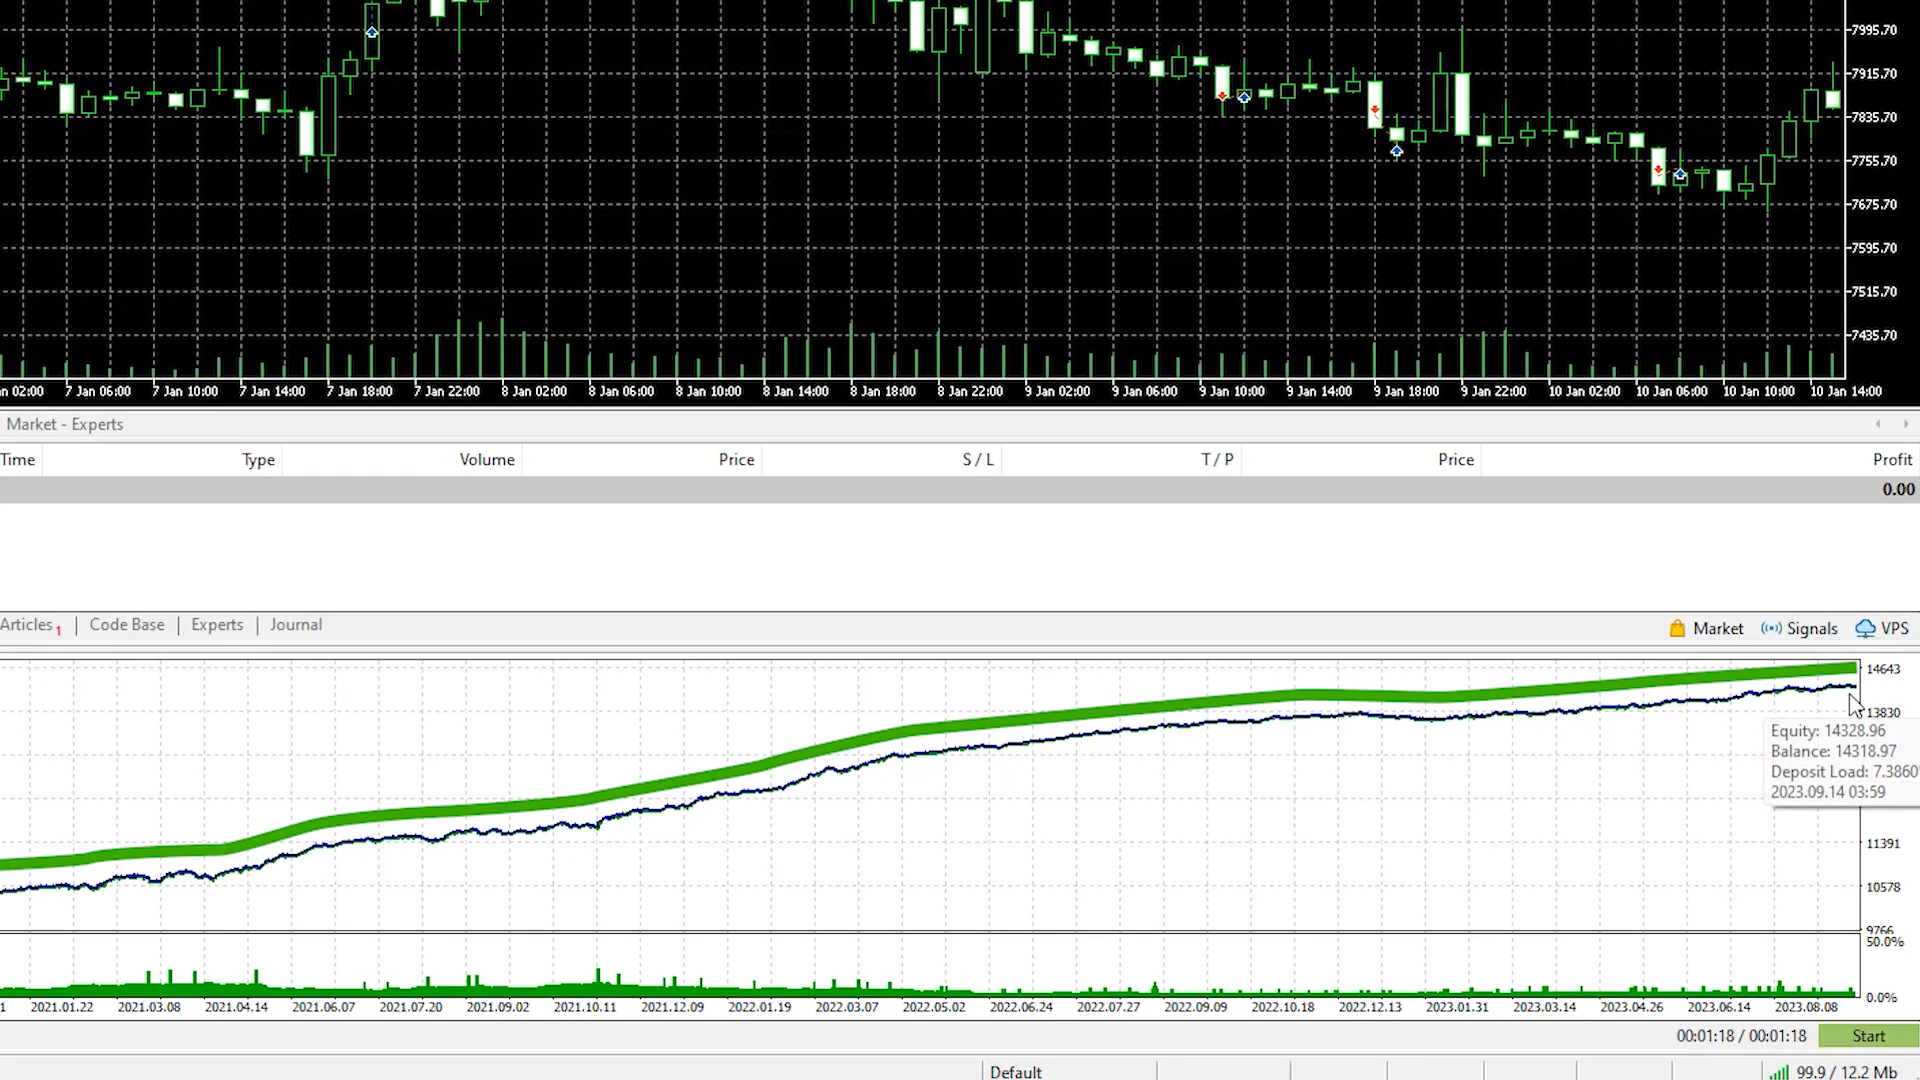 7995.70
7915.70
7835.70
7755.70
7675.70
7595.70
7515.70
7435.70
n 02:00 7 Jan 06:00 7 Jan 10:00 7 Jan 14:00 7 Jan 18:00 7 Jan 22:00 8 Jan 02:00 8 Jan 06:00 8 Jan 10:00 8 Jan 14:00 8 Jan 18:00 8 Jan 22:00 9 Jan 02:00 9 Jan 06:00 9 Jan 10:00 9 Jan 14:00 9 Jan 18:00 9 Jan 22:00 10 Jan 02:00 10 Jan 06:00 10 Jan 10:00 10 Jan 14:00
Market - Experts
Time Type Volume Price S / L T / P Price Profit
0.00
Articles 1 | Code Base | Experts | Journal Market Signals VPS
14643
13830
Equity: 14328.96
Balance: 14318.97
Deposit Load: 7.3860
2023.09.14 03:59
11391
10578
9766
50.0%
0.0%
1 2021.01.22 2021.03.08 2021.04.14 2021.06.07 2021.07.20 2021.09.02 2021.10.11 2021.12.09 2022.01.19 2022.03.07 2022.05.02 2022.06.24 2022.07.27 2022.09.09 2022.10.18 2022.12.13 2023.01.31 2023.03.14 2023.04.26 2023.06.14 2023.08.08
00:01:18 / 00:01:18 Start
Default 99.9 / 12.2 Mb